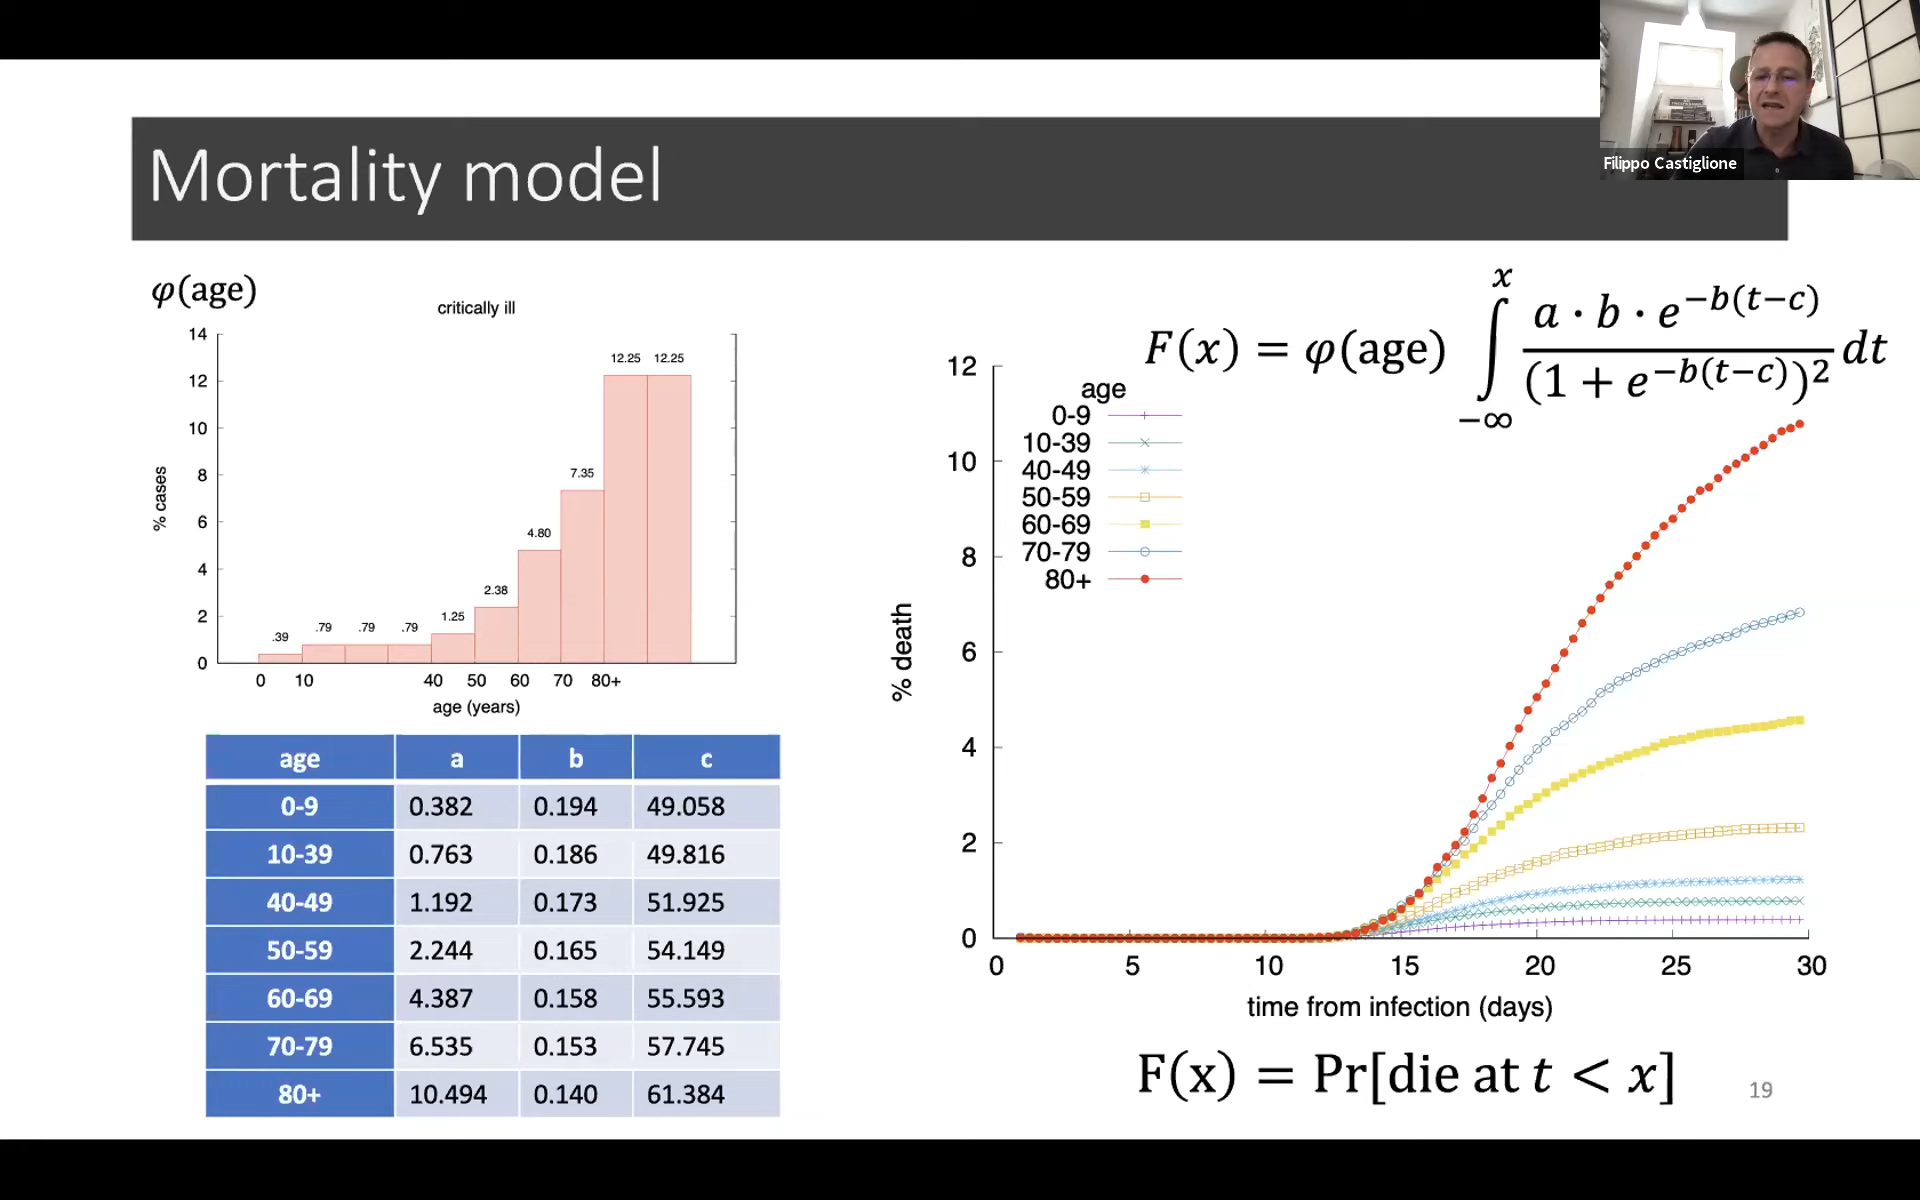 Filippo Castiglione
Mortality model
φ(age)
critically ill
14
12
10
8
6
4
2
0
% cases
.39
.79
.79
.79
1.25
2.38
4.80
7.35
12.25
12.25
0 10 40 50 60 70 80+
age (years)
age a b c
0-9 0.382 0.194 49.058
10-39 0.763 0.186 49.816
40-49 1.192 0.173 51.925
50-59 2.244 0.165 54.149
60-69 4.387 0.158 55.593
70-79 6.535 0.153 57.745
80+ 10.494 0.140 61.384
F(x) = φ(age) ∫_{−∞}^{x} a · b · e^{−b(t−c)} / (1 + e^{−b(t−c)})² dt
12
10
8
6
4
2
0
% death
age
0-9
10-39
40-49
50-59
60-69
70-79
80+
0 5 10 15 20 25 30
time from infection (days)
F(x) = Pr[die at t < x]
19